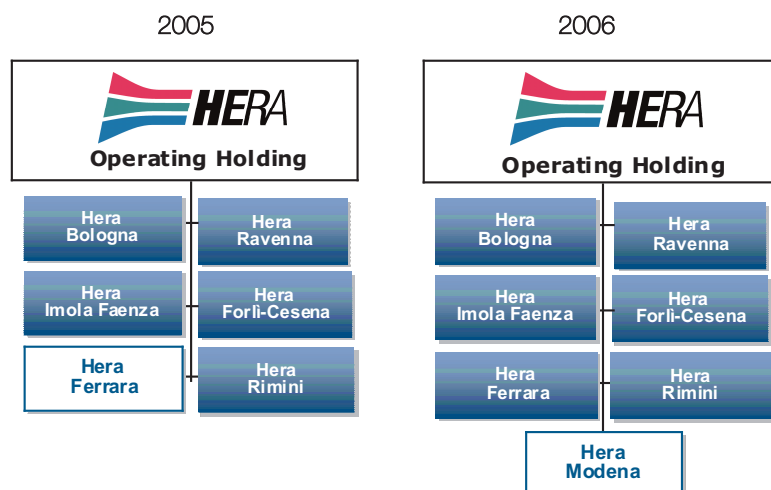 2005
HERA
Operating Holding
Hera
Bologna
Hera
Ravenna
Hera
Imola Faenza
Hera
Forlì-Cesena
Hera
Ferrara
Hera
Rimini
2006
HERA
Operating Holding
Hera
Bologna
Hera
Ravenna
Hera
Imola Faenza
Hera
Forlì-Cesena
Hera
Ferrara
Hera
Rimini
Hera
Modena